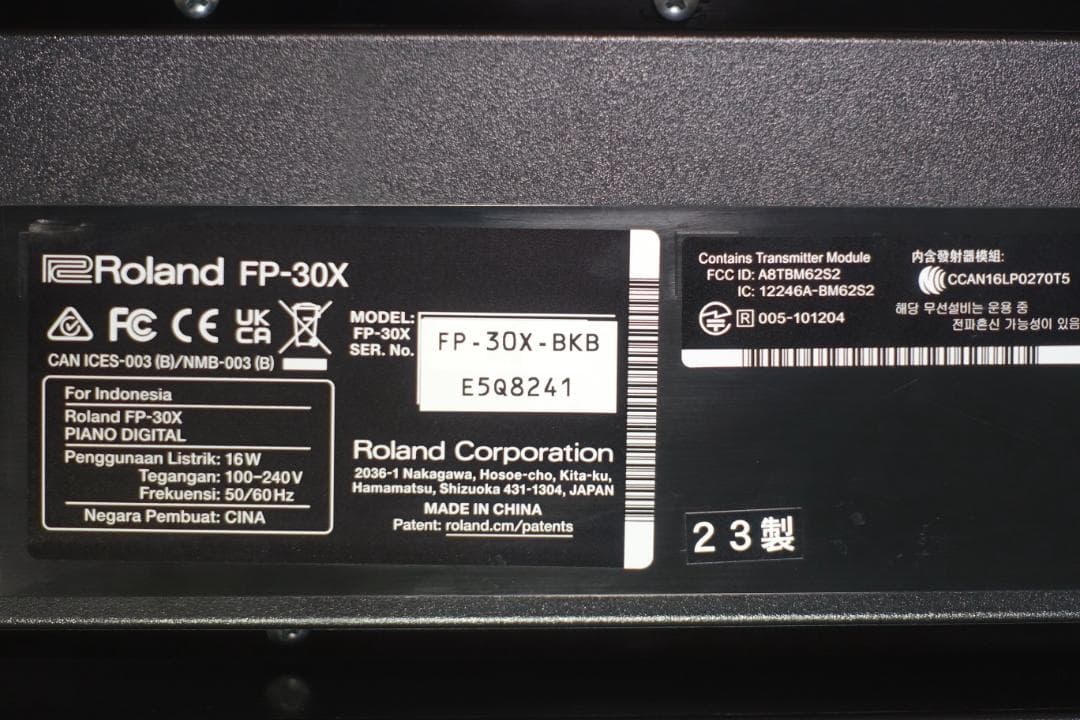 Roland FP-30X
FC CE UK CA
CAN ICES-003 (B)/NMB-003 (B)
MODEL: FP-30X
SER. No.
FP-30X-BKB
E5Q8241
For Indonesia
Roland FP-30X
PIANO DIGITAL
Penggunaan Listrik: 16W
Tegangan: 100–240V
Frekuensi: 50/60Hz
Negara Pembuat: CINA
Roland Corporation
2036-1 Nakagawa, Hosoe-cho, Kita-ku,
Hamamatsu, Shizuoka 431-1304, JAPAN
MADE IN CHINA
Patent: roland.cm/patents
Contains Transmitter Module
FCC ID: A8TBM62S2
IC: 12246A-BM62S2
R 005-101204
內含發射器模組:
CCAN16LP0270T5
해당 무선설비는 운용 중
전파혼신 가능성이 있음
23製